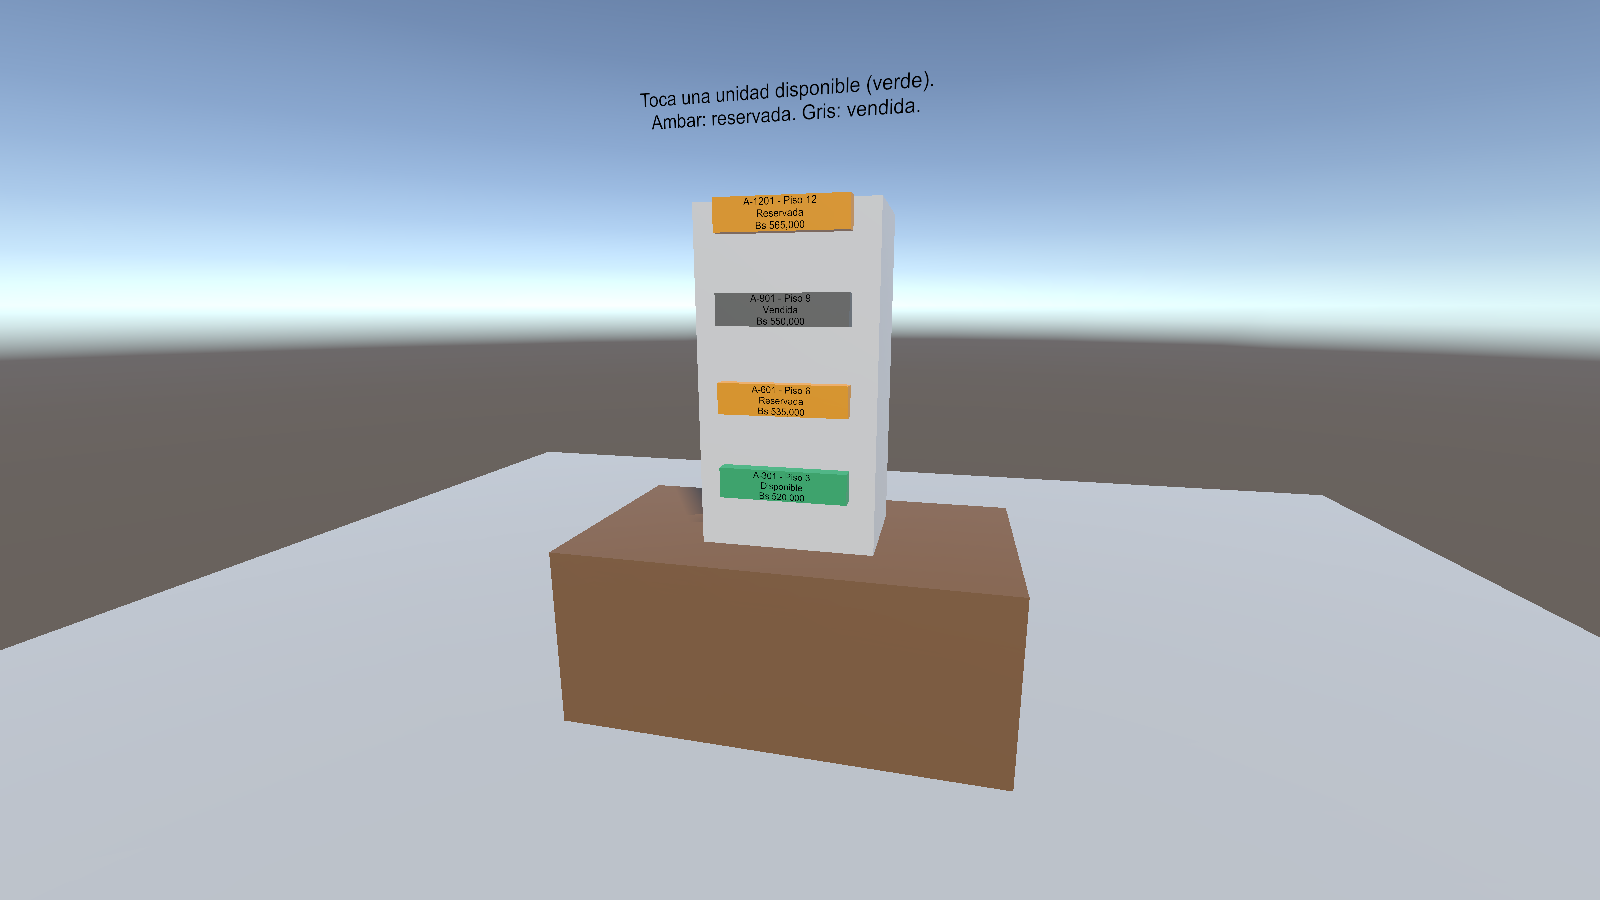 Toca una unidad disponible (verde).
Ambar: reservada. Gris: vendida.
A-1201 - Piso 12
Reservada
Bs 565,000
A-901 - Piso 9
Vendida
Bs 550,000
A-601 - Piso 6
Reservada
Bs 535,000
A-301 - Piso 3
Disponible
Bs 520,000